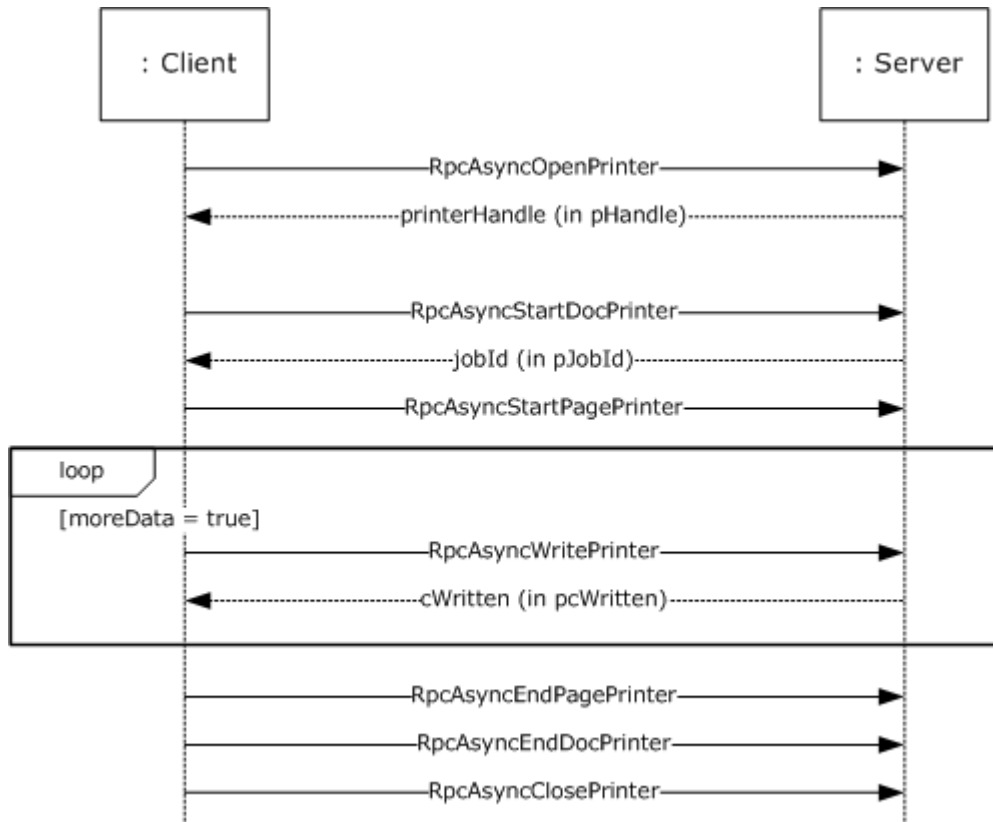 : Client
: Server
RpcAsyncOpenPrinter
printerHandle (in pHandle)
RpcAsyncStartDocPrinter
jobId (in pJobId)
RpcAsyncStartPagePrinter
loop
[moreData = true]
RpcAsyncWritePrinter
cWritten (in pcWritten)
RpcAsyncEndPagePrinter
RpcAsyncEndDocPrinter
RpcAsyncClosePrinter